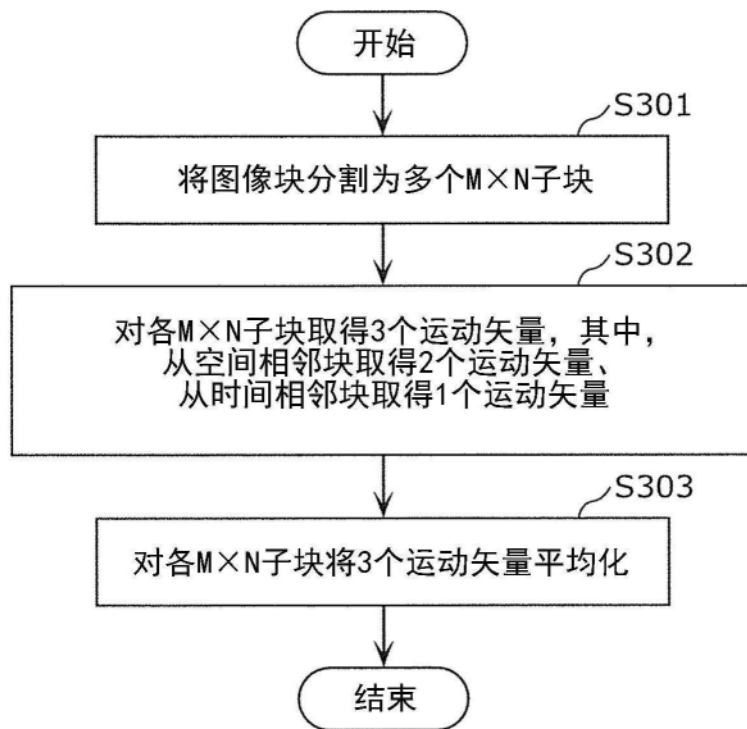 开始
S301
将图像块分割为多个M×N子块
S302
对各M×N子块取得3个运动矢量，其中，
从空间相邻块取得2个运动矢量、
从时间相邻块取得1个运动矢量
S303
对各M×N子块将3个运动矢量平均化
结束